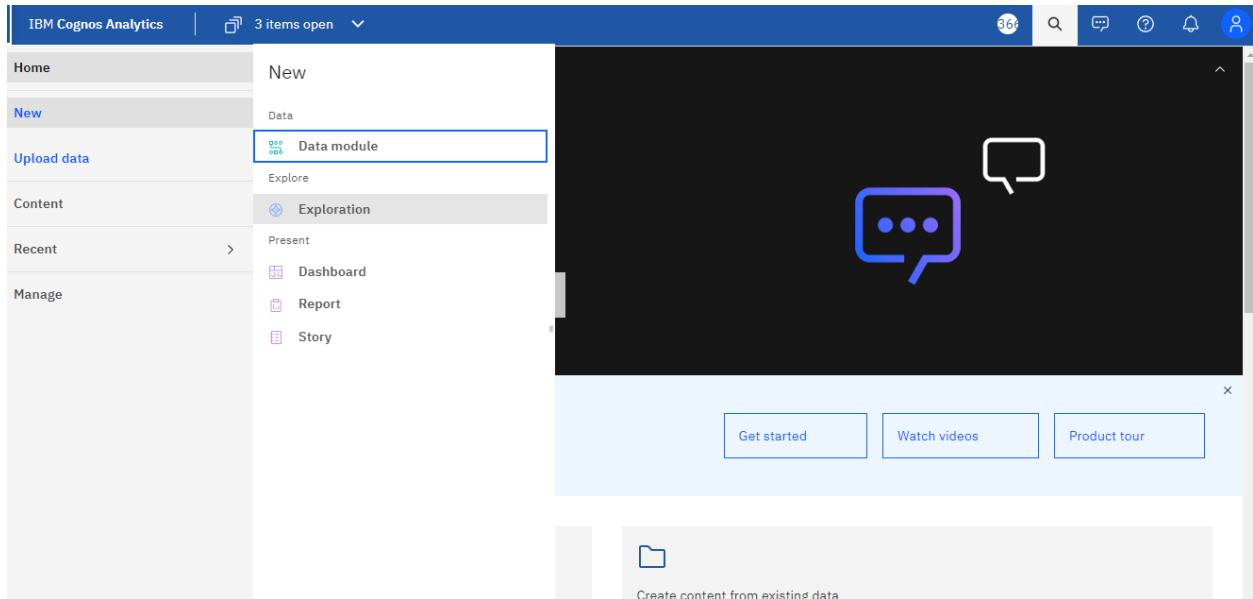 IBM Cognos Analytics
3 items open
366
Home
New
Upload data
Content
Recent
Manage
New
Data
Data module
Explore
Exploration
Present
Dashboard
Report
Story
Get started
Watch videos
Product tour
Create content from existing data